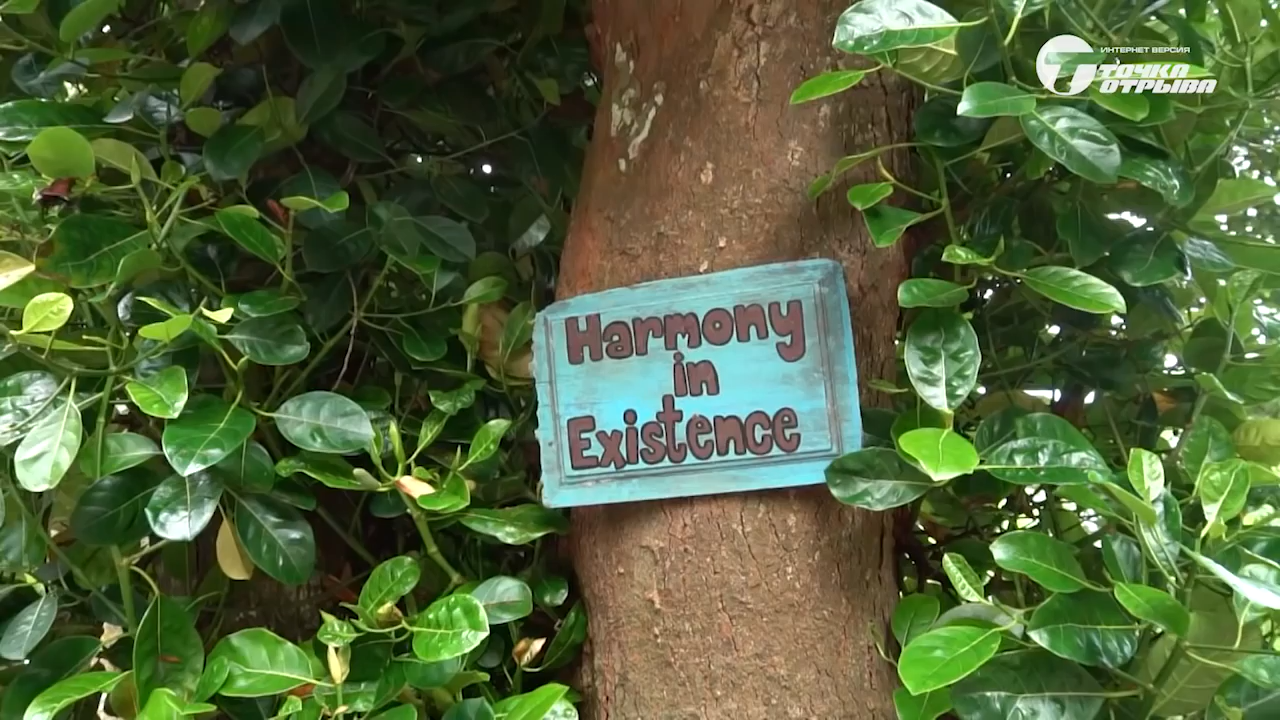 ИНТЕРНЕТ ВЕРСИЯ
ТОЧКА
ОТРЫВА
Harmony
in
Existence